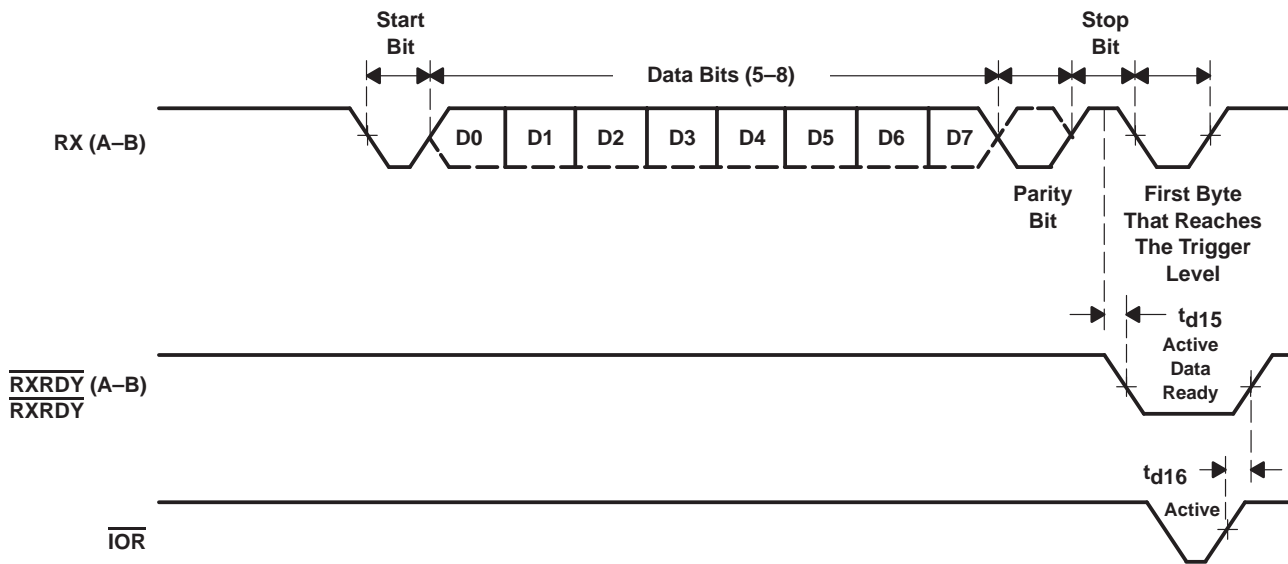 Start
Bit
Stop
Bit
Data Bits (5–8)
RX (A–B)
D0 D1 D2 D3 D4 D5 D6 D7
Parity
Bit
First Byte
That Reaches
The Trigger
Level
td15
RXRDY (A–B)
RXRDY
Active
Data
Ready
td16
IOR
Active